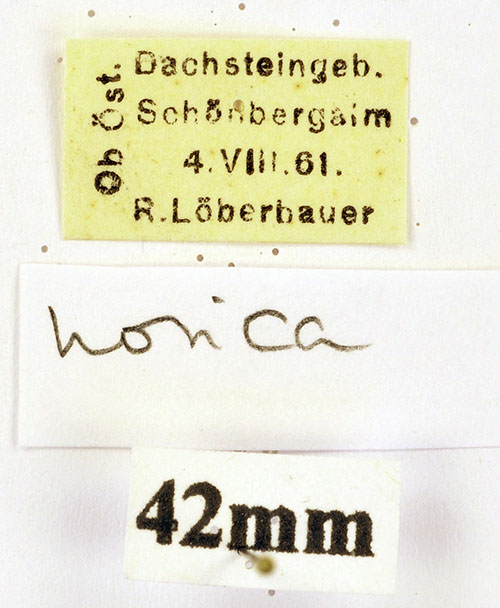 Ob Öst.
Dachsteingeb.
Schönbergalm
4.VIII.61.
R.Löberbauer
norica
42mm